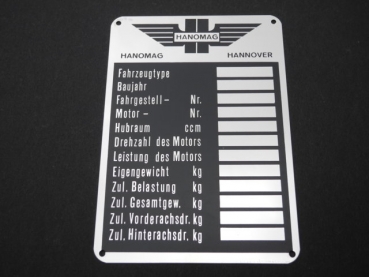 HANOMAG
HANOMAG HANNOVER
Fahrzeugtype
Baujahr
Fahrgestell – Nr.
Motor – Nr.
Hubraum ccm
Drehzahl des Motors
Leistung des Motors
Eigengewicht kg
Zul. Belastung kg
Zul. Gesamtgew. kg
Zul. Vorderachsdr. kg
Zul. Hinterachsdr. kg